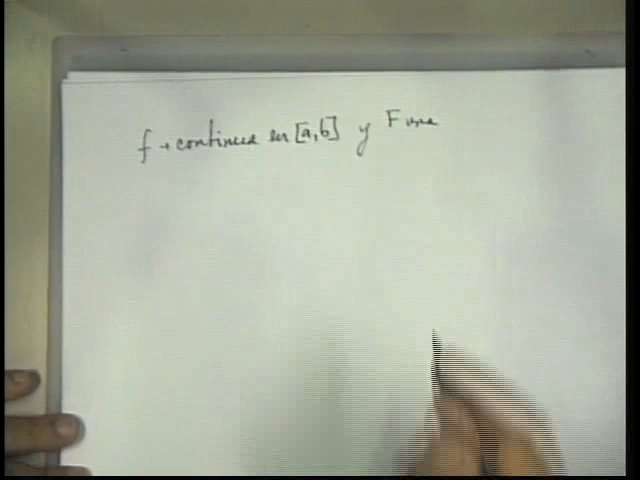 f → continua en [a,b] y F una